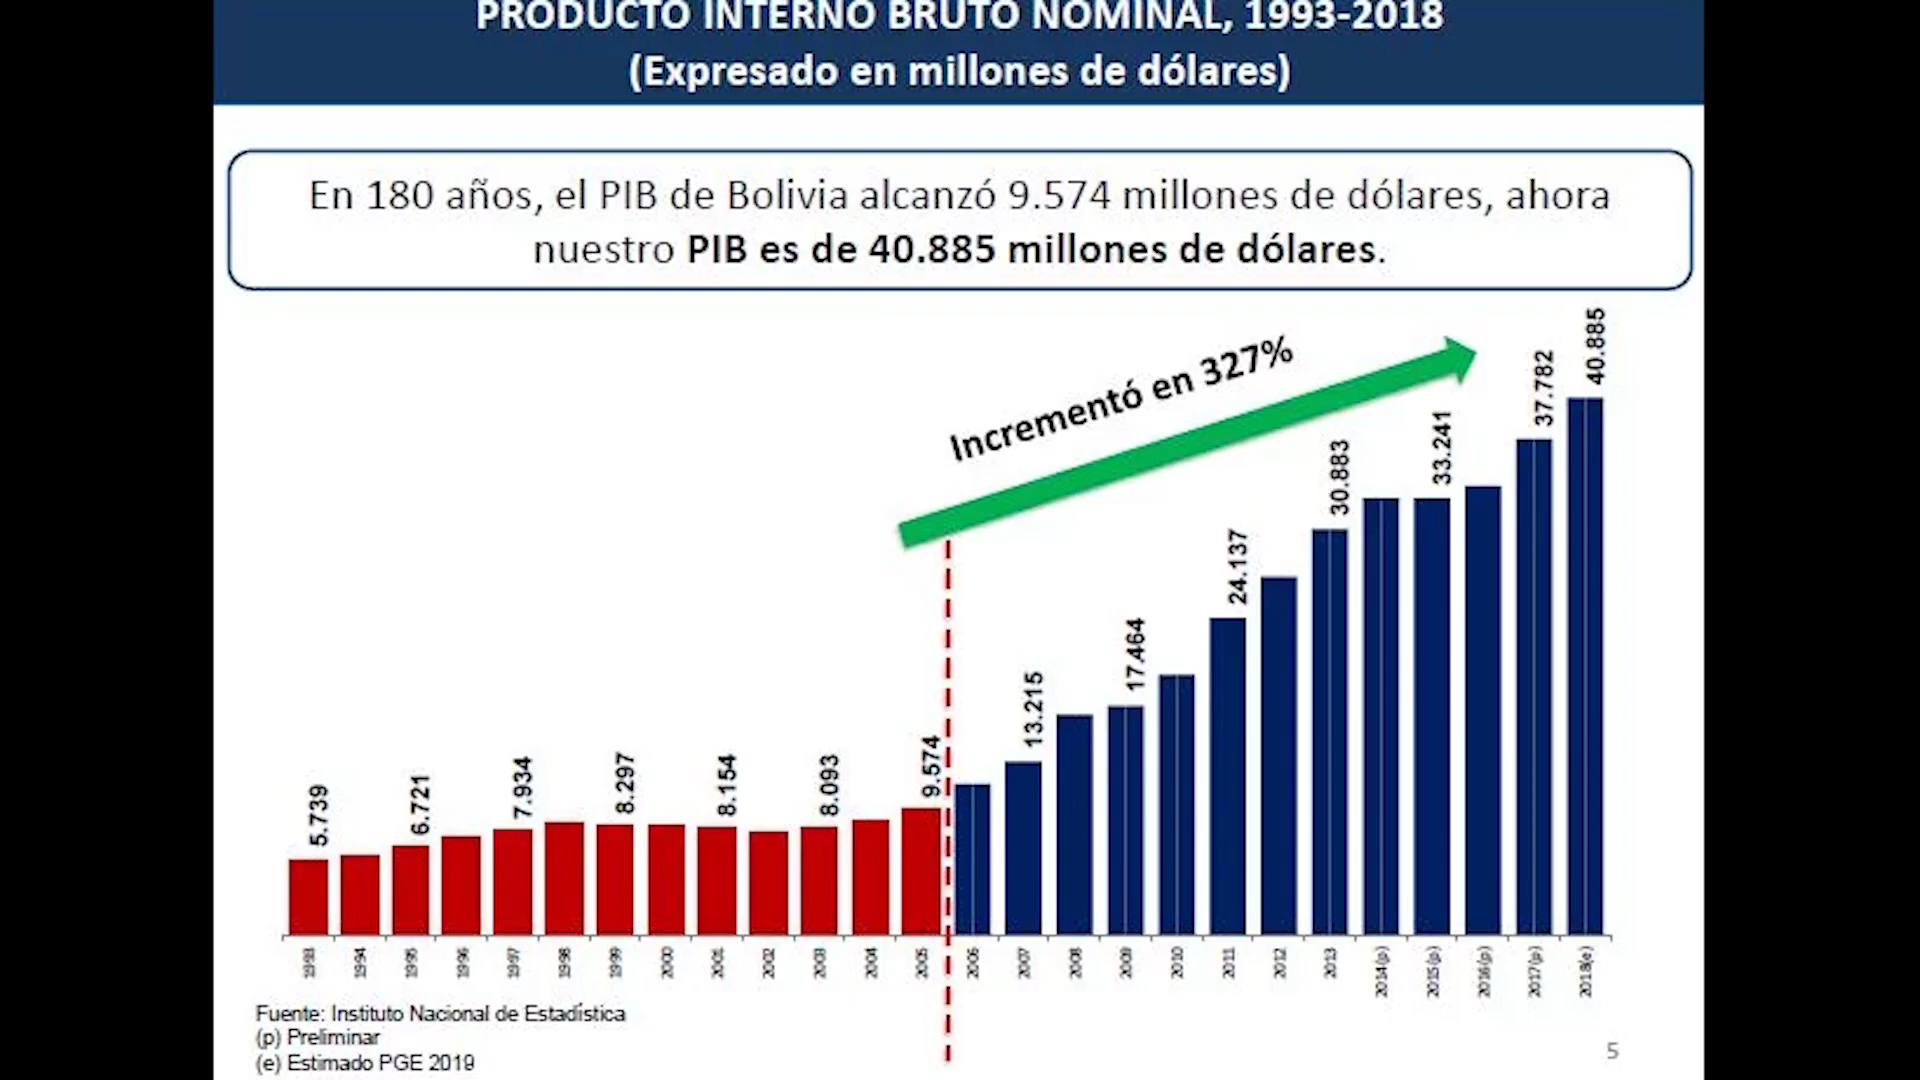 PRODUCTO INTERNO BRUTO NOMINAL, 1993-2018
(Expresado en millones de dólares)
En 180 años, el PIB de Bolivia alcanzó 9.574 millones de dólares, ahora
nuestro PIB es de 40.885 millones de dólares.
Incrementó en 327%
5.739
6.721
7.934
8.297
8.154
8.093
9.574
13.215
17.464
24.137
30.883
33.241
37.782
40.885
1993
1994
1995
1996
1997
1998
1999
2000
2001
2002
2003
2004
2005
2006
2007
2008
2009
2010
2011
2012
2013
2014(p)
2015(p)
2016(p)
2017(p)
2018(e)
Fuente: Instituto Nacional de Estadística
(p) Preliminar
(e) Estimado PGE 2019
5